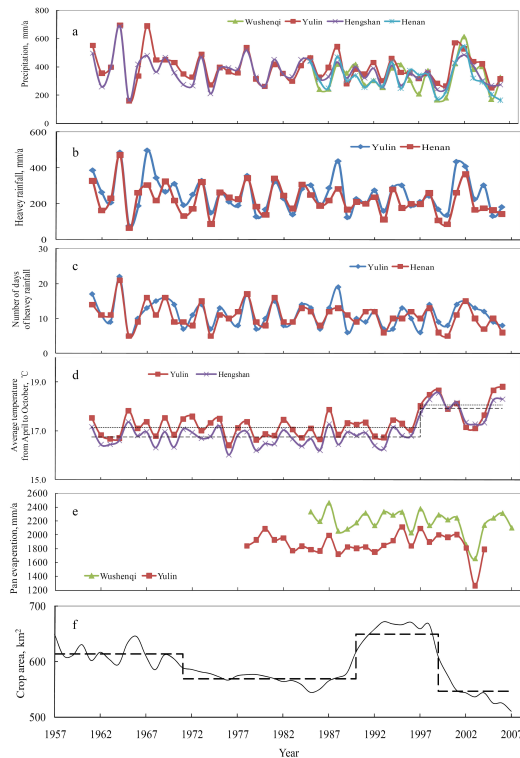 a
Wushenqi Yulin Hengshan Henan
Precipitation, mm/a
800
600
400
200
0
b
Yulin Henan
Heavey rainfall, mm/a
600
400
200
0
c
Yulin Henan
Number of days
of heavey rainfall
30
20
10
0
d
Yulin Hengshan
Average temperature
from April to October, ℃
19.0
17.0
15.0
e
Wushenqi Yulin
Pan evaperation, mm/a
2600
2400
2200
2000
1800
1600
1400
1200
f
Crop area, km2
700
600
500
1957 1962 1967 1972 1977 1982 1987 1992 1997 2002 2007
Year